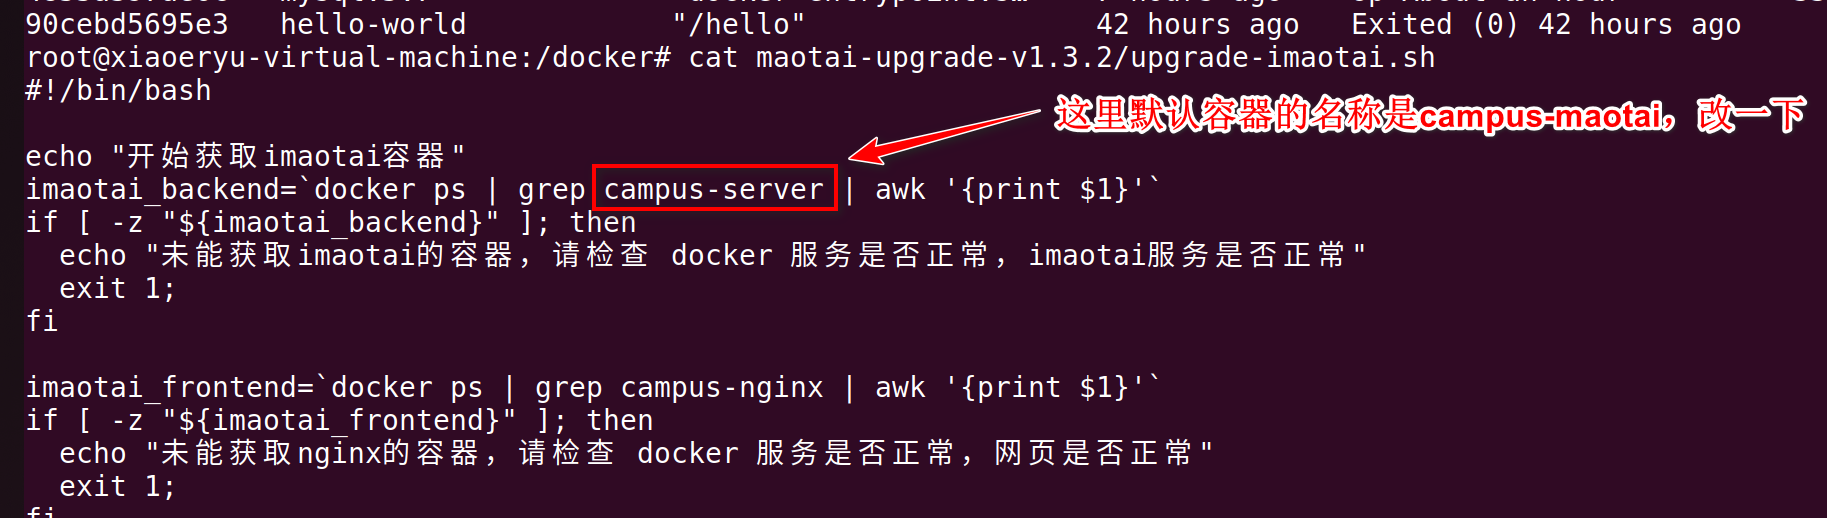 90cebd5695e3   hello-world            "/hello"                 42 hours ago   Exited (0) 42 hours ago
root@xiaoeryu-virtual-machine:/docker# cat maotai-upgrade-v1.3.2/upgrade-imaotai.sh
#!/bin/bash
这里默认容器的名称是campus-maotai，改一下
echo "开始获取imaotai容器"
imaotai_backend=`docker ps | grep campus-server | awk '{print $1}'`
if [ -z "${imaotai_backend}" ]; then
  echo "未能获取imaotai的容器，请检查 docker 服务是否正常，imaotai服务是否正常"
  exit 1;
fi
imaotai_frontend=`docker ps | grep campus-nginx | awk '{print $1}'`
if [ -z "${imaotai_frontend}" ]; then
  echo "未能获取nginx的容器，请检查 docker 服务是否正常，网页是否正常"
  exit 1;
fi